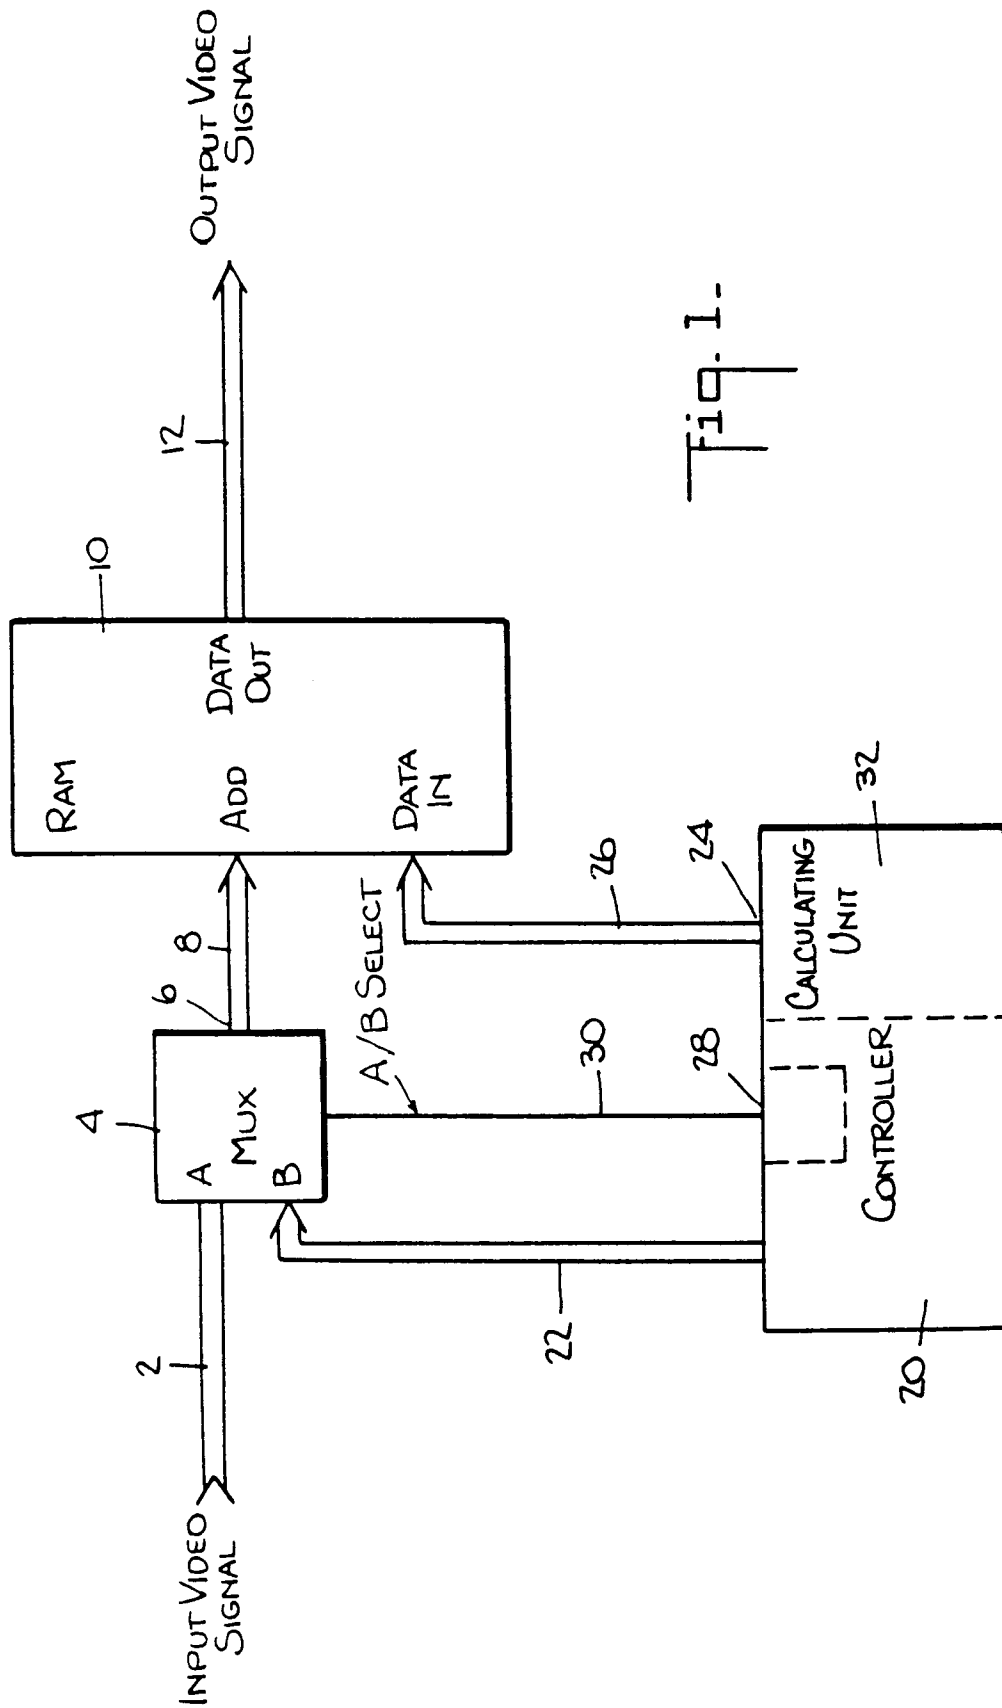 INPUT VIDEO
SIGNAL
2
4
A
MUX
B
6
8
RAM
10
ADD
DATA
OUT
DATA
IN
12
OUTPUT VIDEO
SIGNAL
A/B SELECT
22
30
26
28
24
CONTROLLER
CALCULATING
UNIT
20
32
Fig. 1.